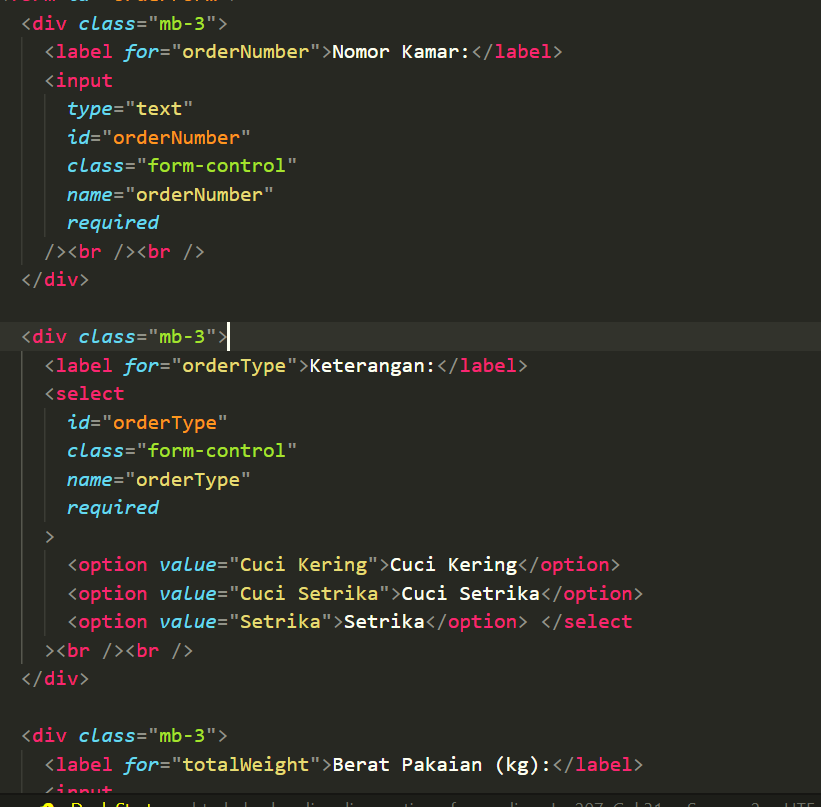 <div class="mb-3">
<label for="orderNumber">Nomor Kamar:</label>
<input
type="text"
id="orderNumber"
class="form-control"
name="orderNumber"
required
/><br /><br />
</div>
<div class="mb-3">
<label for="orderType">Keterangan:</label>
<select
id="orderType"
class="form-control"
name="orderType"
required
>
<option value="Cuci Kering">Cuci Kering</option>
<option value="Cuci Setrika">Cuci Setrika</option>
<option value="Setrika">Setrika</option> </select
><br /><br />
</div>
<div class="mb-3">
<label for="totalWeight">Berat Pakaian (kg):</label>
<input